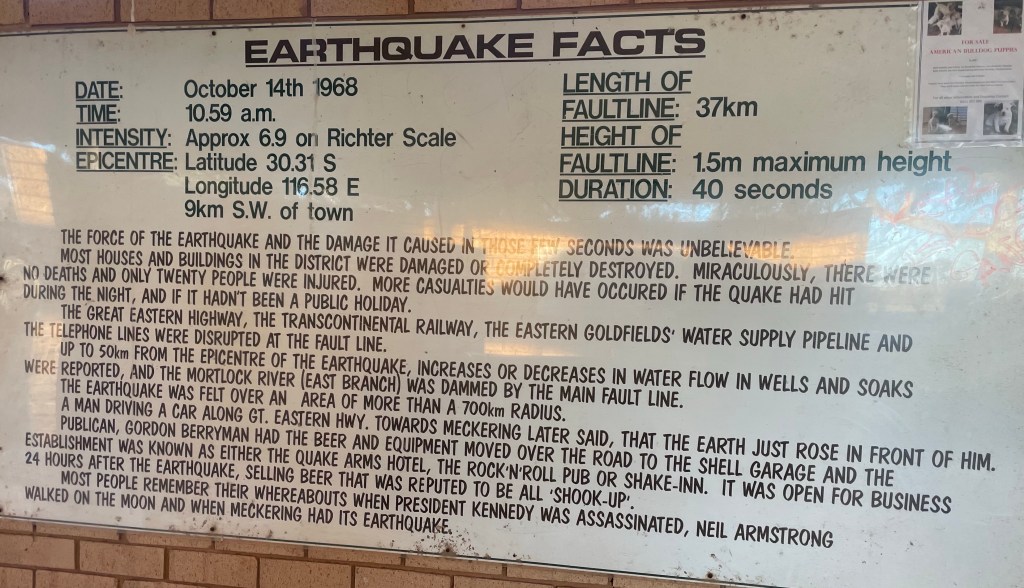 EARTHQUAKE FACTS
DATE: October 14th 1968
TIME: 10.59 a.m.
INTENSITY: Approx 6.9 on Richter Scale
EPICENTRE: Latitude 30.31 S
Longitude 116.58 E
9km S.W. of town
LENGTH OF
FAULTLINE: 37km
HEIGHT OF
FAULTLINE: 1.5m maximum height
DURATION: 40 seconds
THE FORCE OF THE EARTHQUAKE AND THE DAMAGE IT CAUSED IN THOSE FEW SECONDS WAS UNBELIEVABLE.
MOST HOUSES AND BUILDINGS IN THE DISTRICT WERE DAMAGED OR COMPLETELY DESTROYED. MIRACULOUSLY, THERE WERE
NO DEATHS AND ONLY TWENTY PEOPLE WERE INJURED. MORE CASUALTIES WOULD HAVE OCCURED IF THE QUAKE HAD HIT
DURING THE NIGHT, AND IF IT HADN'T BEEN A PUBLIC HOLIDAY.
THE GREAT EASTERN HIGHWAY, THE TRANSCONTINENTAL RAILWAY, THE EASTERN GOLDFIELDS' WATER SUPPLY PIPELINE AND
THE TELEPHONE LINES WERE DISRUPTED AT THE FAULT LINE.
UP TO 50km FROM THE EPICENTRE OF THE EARTHQUAKE, INCREASES OR DECREASES IN WATER FLOW IN WELLS AND SOAKS
WERE REPORTED, AND THE MORTLOCK RIVER (EAST BRANCH) WAS DAMMED BY THE MAIN FAULT LINE.
THE EARTHQUAKE WAS FELT OVER AN AREA OF MORE THAN A 700km RADIUS.
A MAN DRIVING A CAR ALONG GT. EASTERN HWY. TOWARDS MECKERING LATER SAID, THAT THE EARTH JUST ROSE IN FRONT OF HIM.
PUBLICAN, GORDON BERRYMAN HAD THE BEER AND EQUIPMENT MOVED OVER THE ROAD TO THE SHELL GARAGE AND THE
ESTABLISHMENT WAS KNOWN AS EITHER THE QUAKE ARMS HOTEL, THE ROCK'N'ROLL PUB OR SHAKE-INN. IT WAS OPEN FOR BUSINESS
24 HOURS AFTER THE EARTHQUAKE, SELLING BEER THAT WAS REPUTED TO BE ALL 'SHOOK-UP'.
MOST PEOPLE REMEMBER THEIR WHEREABOUTS WHEN PRESIDENT KENNEDY WAS ASSASSINATED, NEIL ARMSTRONG
WALKED ON THE MOON AND WHEN MECKERING HAD ITS EARTHQUAKE.
FOR SALE
AMERICAN BULLDOG PUPPIES